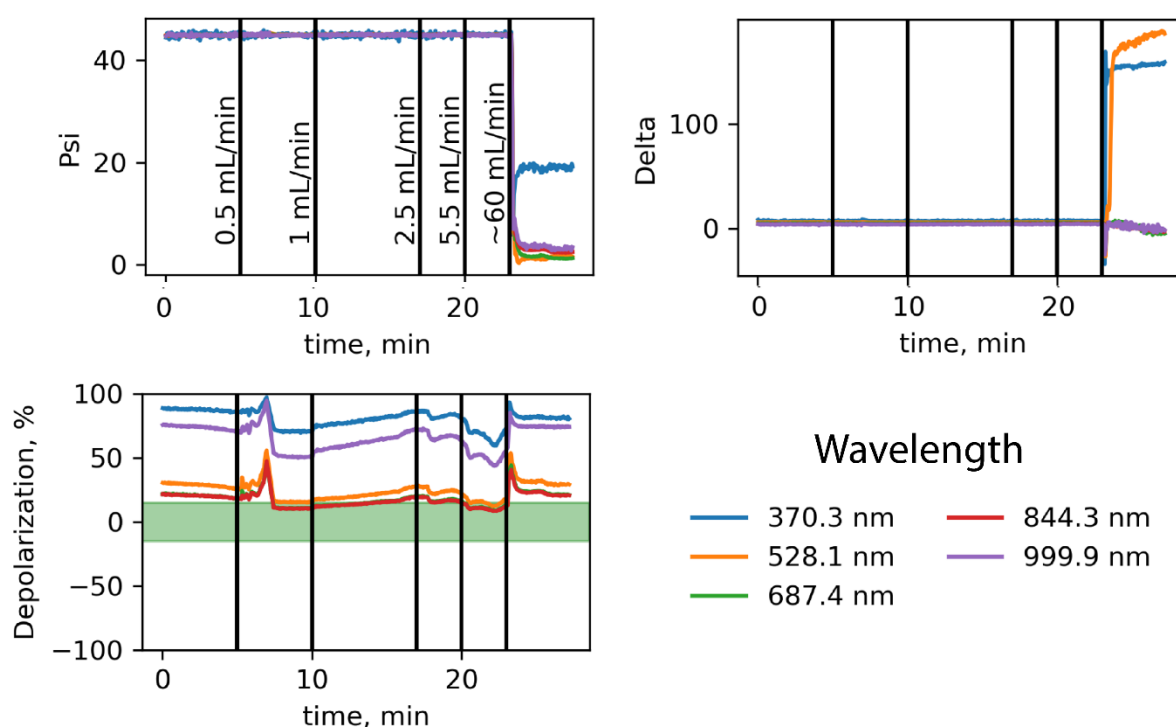 Psi
40
20
0
0.5 mL/min
1 mL/min
2.5 mL/min
5.5 mL/min
~60 mL/min
0
10
20
time, min
Delta
100
0
0
10
20
time, min
Depolarization, %
100
50
0
−50
−100
0
10
20
time, min
Wavelength
370.3 nm
528.1 nm
687.4 nm
844.3 nm
999.9 nm